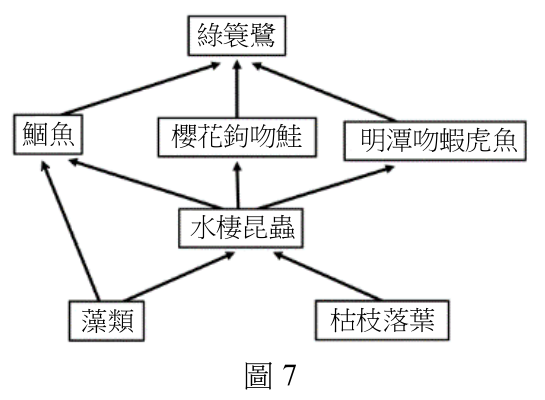 綠簑鷺
鯝魚
櫻花鉤吻鮭
明潭吻蝦虎魚
水棲昆蟲
藻類
枯枝落葉
圖 7